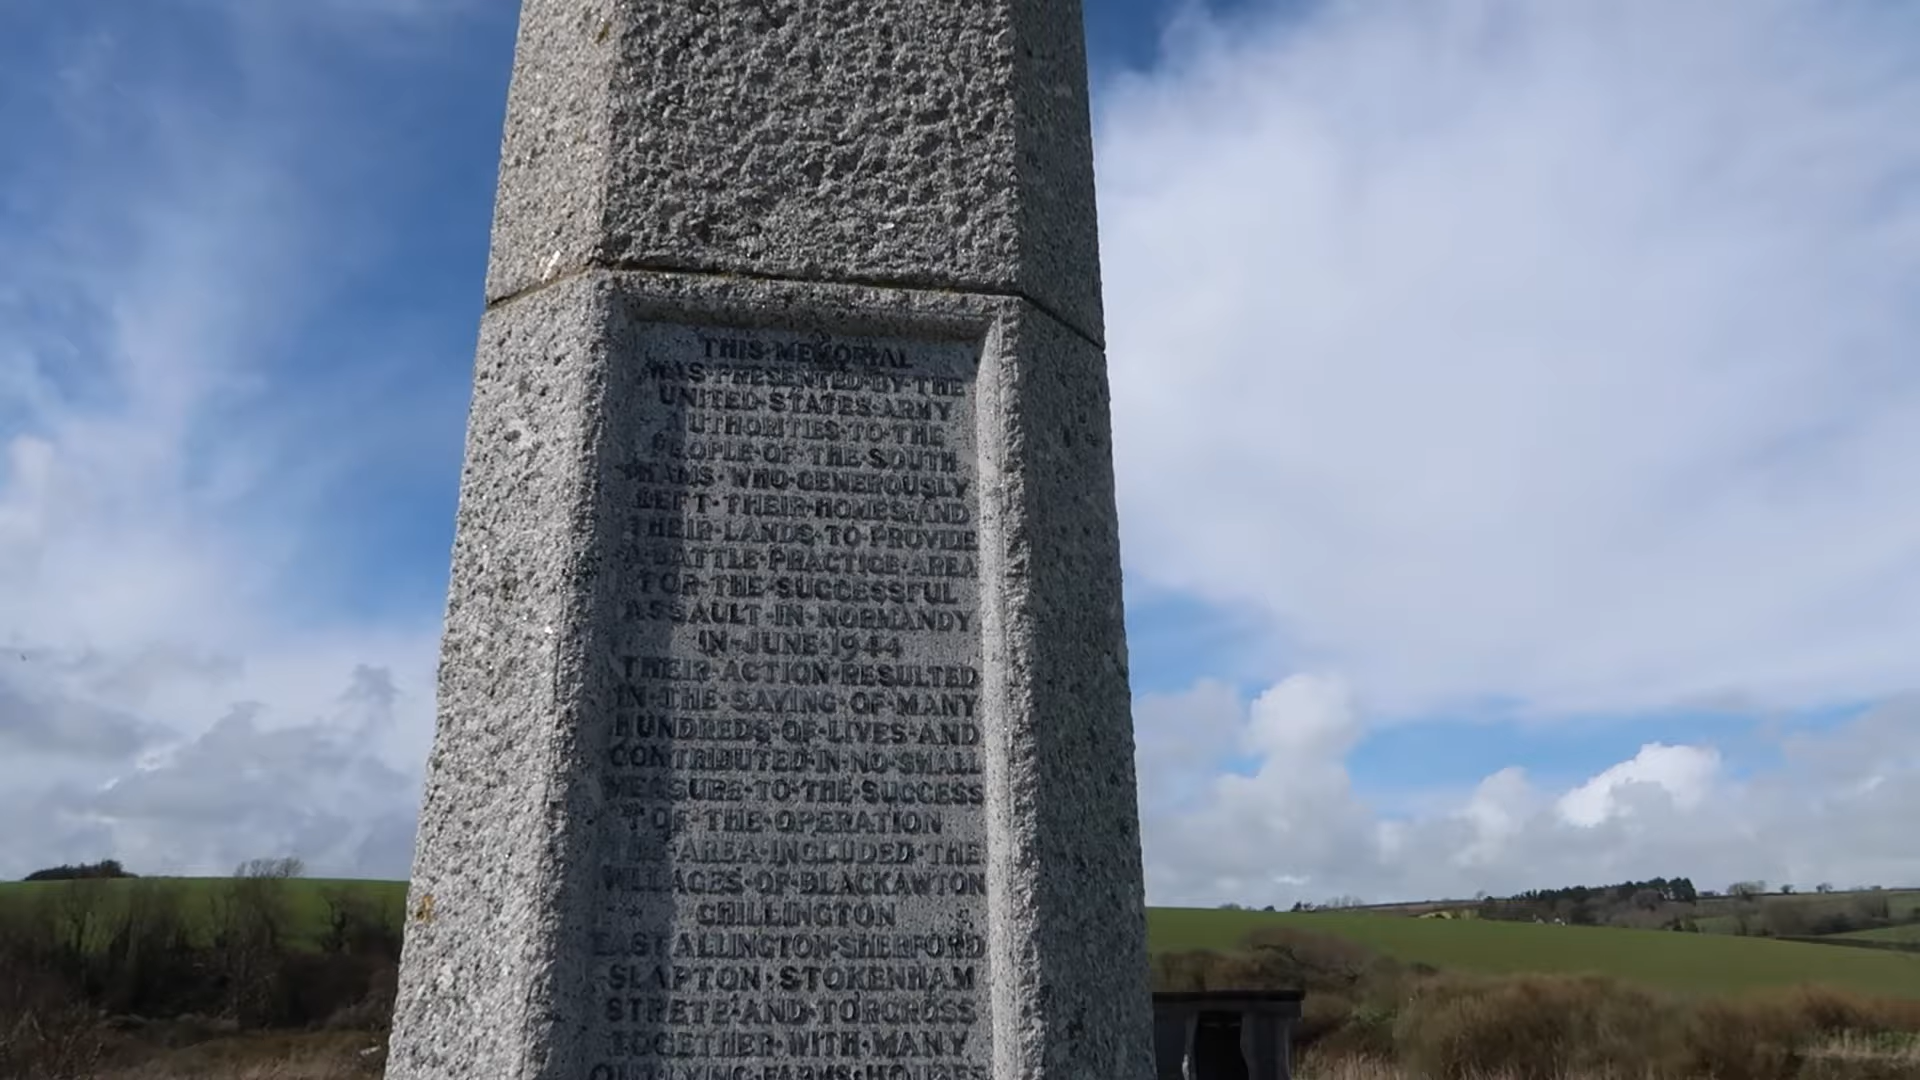 THIS·MEMORIAL
WAS·PRESENTED·BY·THE
UNITED·STATES·ARMY
AUTHORITIES·TO·THE
PEOPLE·OF·THE·SOUTH
HAMS·WHO·GENEROUSLY
LEFT·THEIR·HOMES·AND
THEIR·LANDS·TO·PROVIDE
A·BATTLE·PRACTICE·AREA
FOR·THE·SUCCESSFUL
ASSAULT·IN·NORMANDY
IN·JUNE·1944
THEIR·ACTION·RESULTED
IN·THE·SAVING·OF·MANY
HUNDREDS·OF·LIVES·AND
CONTRIBUTED·IN·NO·SMALL
MEASURE·TO·THE·SUCCESS
OF·THE·OPERATION
THE·AREA·INCLUDED·THE
VILLAGES·OF·BLACKAWTON
CHILLINGTON
EAST·ALLINGTON·SHERFORD
SLAPTON·STOKENHAM
STRETE·AND·TORCROSS
TOGETHER·WITH·MANY
OUTLYING·FARMS·HOUSES